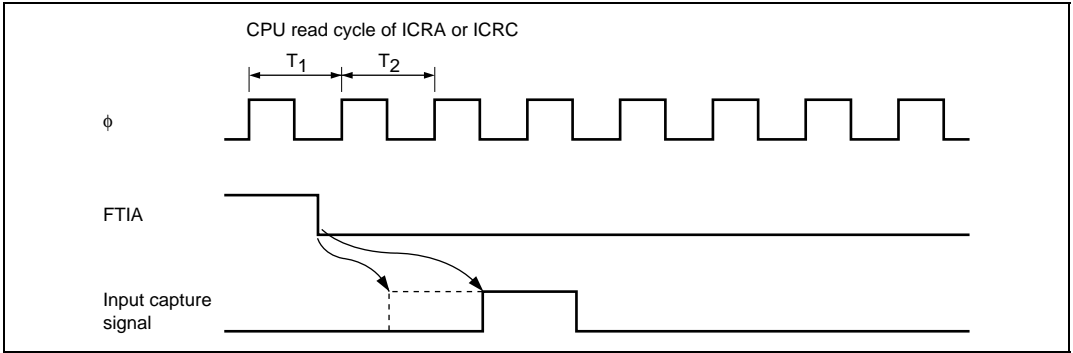 CPU read cycle of ICRA or ICRC
T1 T2
ϕ
FTIA
Input capture
signal